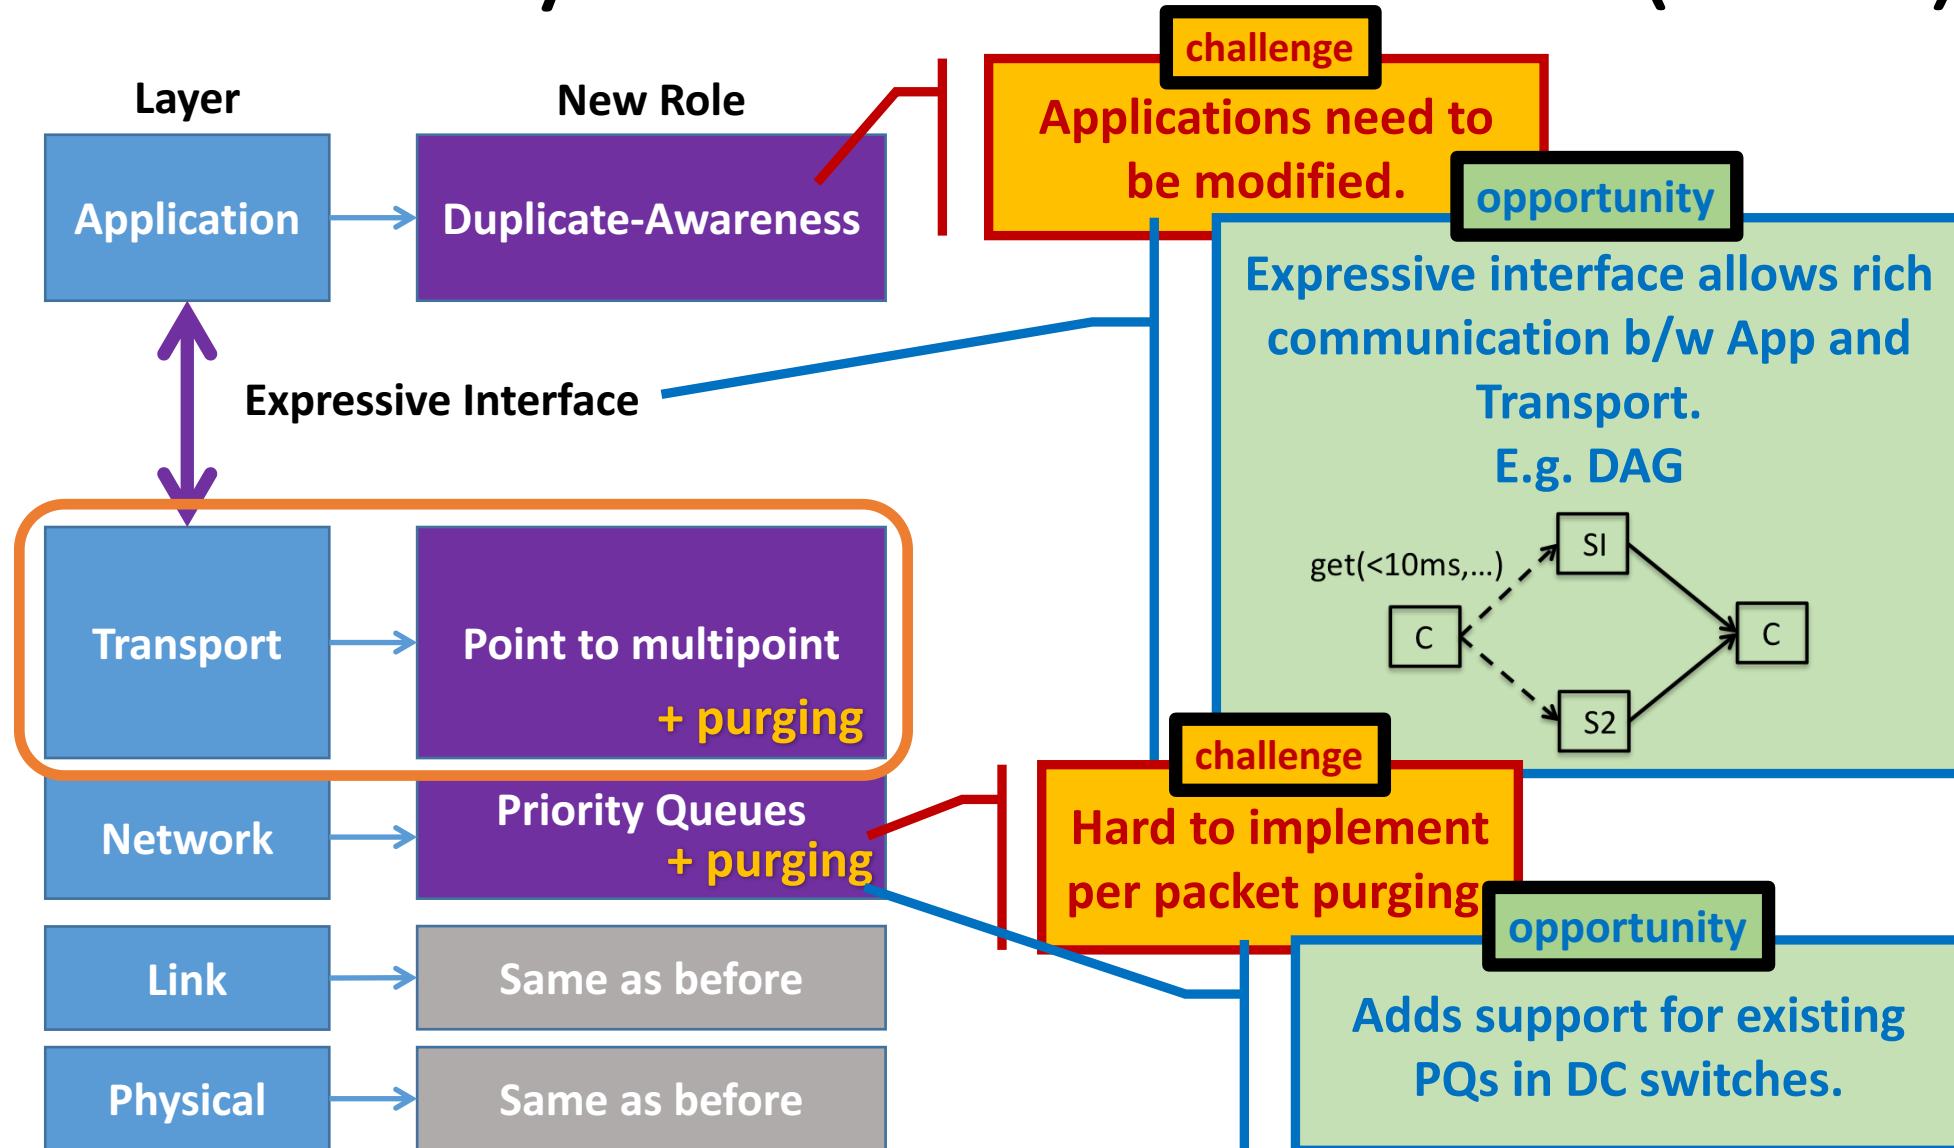 Layer
New Role
Application
Duplicate-Awareness
challenge
Applications need to
be modified.
opportunity
Expressive interface allows rich
communication b/w App and
Transport.
E.g. DAG
get(<10ms,...)
SI
C
C
S2
Expressive Interface
Transport
Point to multipoint
+ purging
Network
Priority Queues
+ purging
challenge
Hard to implement
per packet purging
opportunity
Adds support for existing
PQs in DC switches.
Link
Same as before
Physical
Same as before